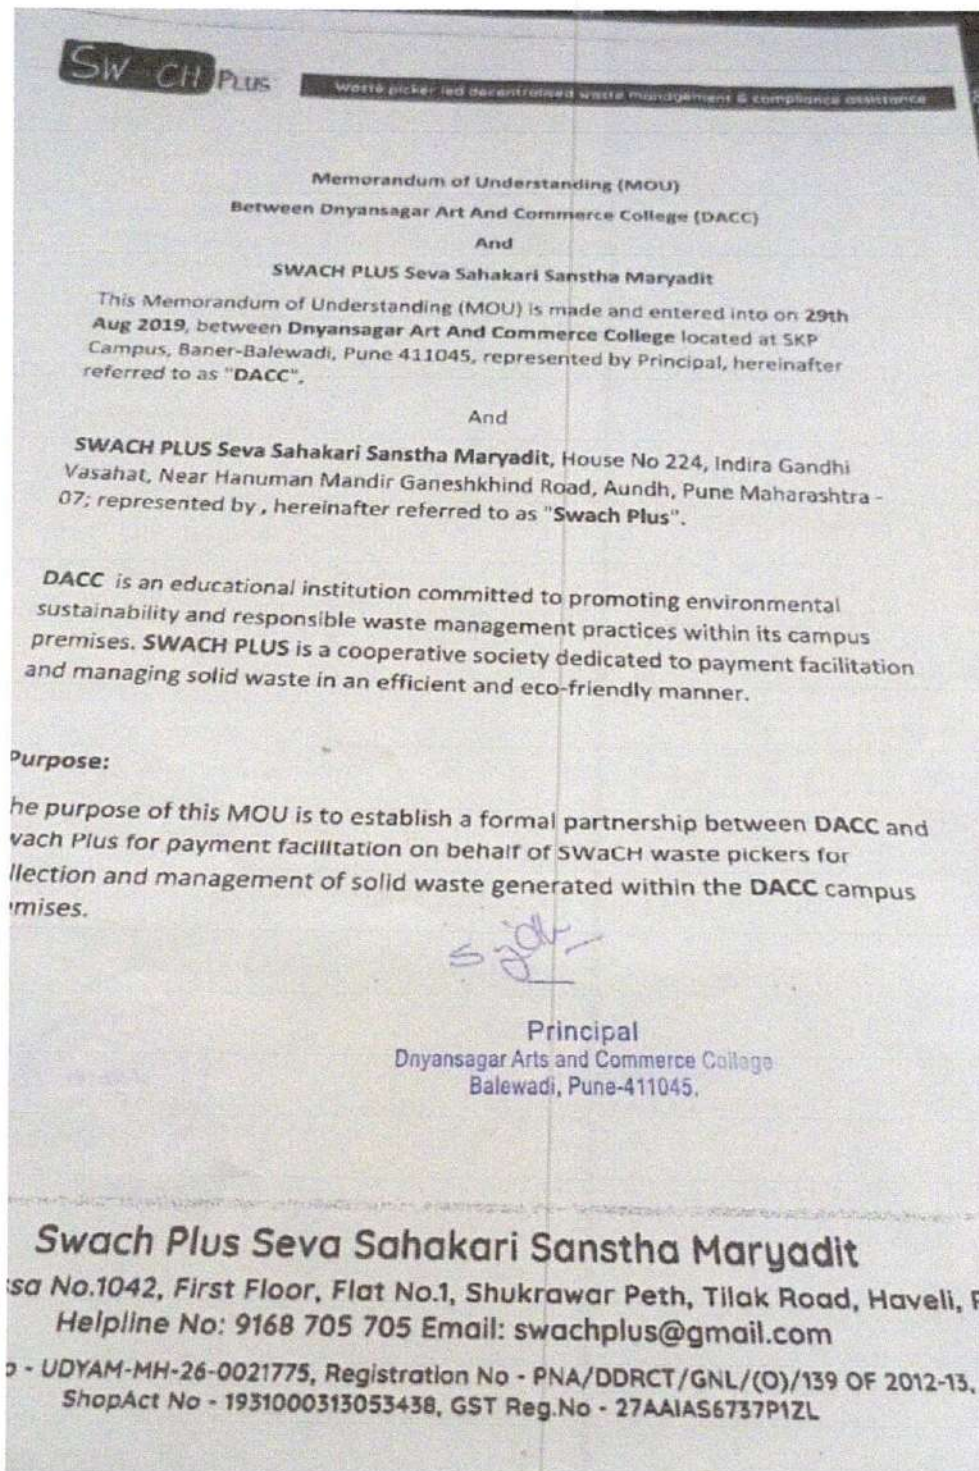 SW CH PLUS
Waste picker led decentralised waste management & compliance assistance
Memorandum of Understanding (MOU)
Between Dnyansagar Art And Commerce College (DACC)
And
SWACH PLUS Seva Sahakari Sanstha Maryadit
This Memorandum of Understanding (MOU) is made and entered into on 29th
Aug 2019, between Dnyansagar Art And Commerce College located at SKP
Campus, Baner-Balewadi, Pune 411045, represented by Principal, hereinafter
referred to as "DACC".
And
SWACH PLUS Seva Sahakari Sanstha Maryadit, House No 224, Indira Gandhi
Vasahat, Near Hanuman Mandir Ganeshkhind Road, Aundh, Pune Maharashtra -
07; represented by , hereinafter referred to as "Swach Plus".
DACC is an educational institution committed to promoting environmental
sustainability and responsible waste management practices within its campus
premises. SWACH PLUS is a cooperative society dedicated to payment facilitation
and managing solid waste in an efficient and eco-friendly manner.
Purpose:
he purpose of this MOU is to establish a formal partnership between DACC and
wach Plus for payment facilitation on behalf of SWaCH waste pickers for
llection and management of solid waste generated within the DACC campus
mises.
Principal
Dnyansagar Arts and Commerce College
Balewadi, Pune-411045.
Swach Plus Seva Sahakari Sanstha Maryadit
sa No.1042, First Floor, Flat No.1, Shukrawar Peth, Tilak Road, Haveli, P
Helpline No: 9168 705 705 Email: swachplus@gmail.com
o - UDYAM-MH-26-0021775, Registration No - PNA/DDRCT/GNL/(O)/139 OF 2012-13,
ShopAct No - 1931000313053438, GST Reg.No - 27AAIAS6737P1ZL